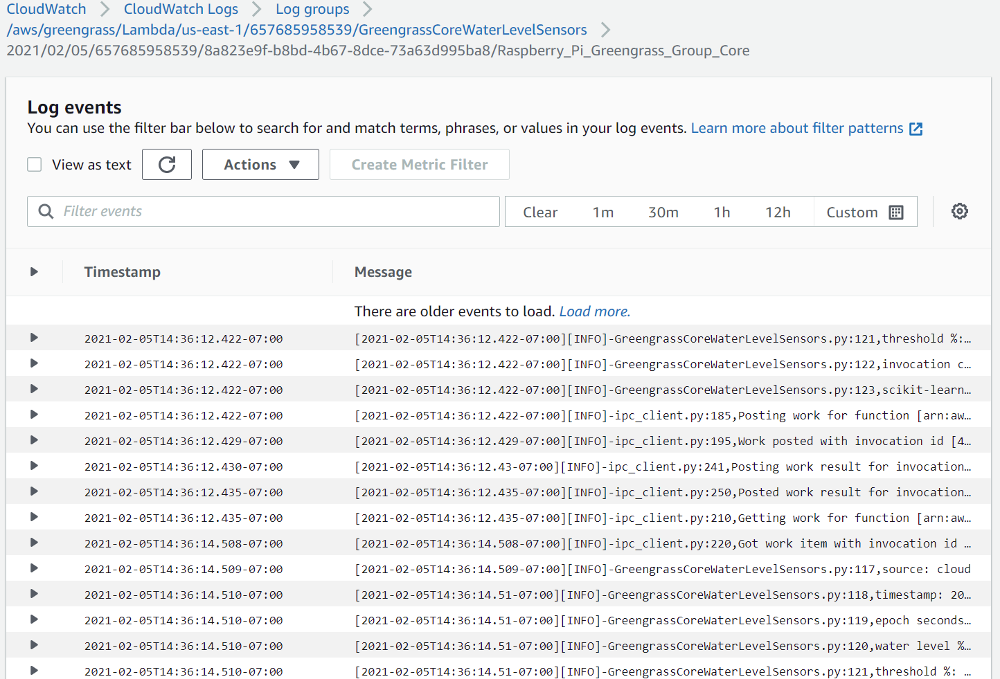 CloudWatch CloudWatch Logs Log groups
/aws/greengrass/Lambda/us-east-1/657685958539/GreengrassCoreWaterLevelSensors
2021/02/05/657685958539/8a823e9f-b8bd-4b67-8dce-73a63d995ba8/Raspberry_Pi_Greengrass_Group_Core
Log events
You can use the filter bar below to search for and match terms, phrases, or values in your log events. Learn more about filter patterns
View as text Actions Create Metric Filter
Filter events Clear 1m 30m 1h 12h Custom
Timestamp Message
There are older events to load. Load more.
2021-02-05T14:36:12.422-07:00 [2021-02-05T14:36:12.422-07:00][INFO]-GreengrassCoreWaterLevelSensors.py:121,threshold %:…
2021-02-05T14:36:12.422-07:00 [2021-02-05T14:36:12.422-07:00][INFO]-GreengrassCoreWaterLevelSensors.py:122,invocation c…
2021-02-05T14:36:12.422-07:00 [2021-02-05T14:36:12.422-07:00][INFO]-GreengrassCoreWaterLevelSensors.py:123,scikit-learn…
2021-02-05T14:36:12.422-07:00 [2021-02-05T14:36:12.422-07:00][INFO]-ipc_client.py:185,Posting work for function [arn:aw…
2021-02-05T14:36:12.429-07:00 [2021-02-05T14:36:12.429-07:00][INFO]-ipc_client.py:195,Work posted with invocation id [4…
2021-02-05T14:36:12.430-07:00 [2021-02-05T14:36:12.43-07:00][INFO]-ipc_client.py:241,Posting work result for invocation…
2021-02-05T14:36:12.435-07:00 [2021-02-05T14:36:12.435-07:00][INFO]-ipc_client.py:250,Posted work result for invocation…
2021-02-05T14:36:12.435-07:00 [2021-02-05T14:36:12.435-07:00][INFO]-ipc_client.py:210,Getting work for function [arn:aw…
2021-02-05T14:36:14.508-07:00 [2021-02-05T14:36:14.508-07:00][INFO]-ipc_client.py:220,Got work item with invocation id …
2021-02-05T14:36:14.509-07:00 [2021-02-05T14:36:14.509-07:00][INFO]-GreengrassCoreWaterLevelSensors.py:117,source: cloud
2021-02-05T14:36:14.510-07:00 [2021-02-05T14:36:14.51-07:00][INFO]-GreengrassCoreWaterLevelSensors.py:118,timestamp: 20…
2021-02-05T14:36:14.510-07:00 [2021-02-05T14:36:14.51-07:00][INFO]-GreengrassCoreWaterLevelSensors.py:119,epoch seconds…
2021-02-05T14:36:14.510-07:00 [2021-02-05T14:36:14.51-07:00][INFO]-GreengrassCoreWaterLevelSensors.py:120,water level %…
2021-02-05T14:36:14.510-07:00 [2021-02-05T14:36:14.51-07:00][INFO]-GreengrassCoreWaterLevelSensors.py:121,threshold %: …